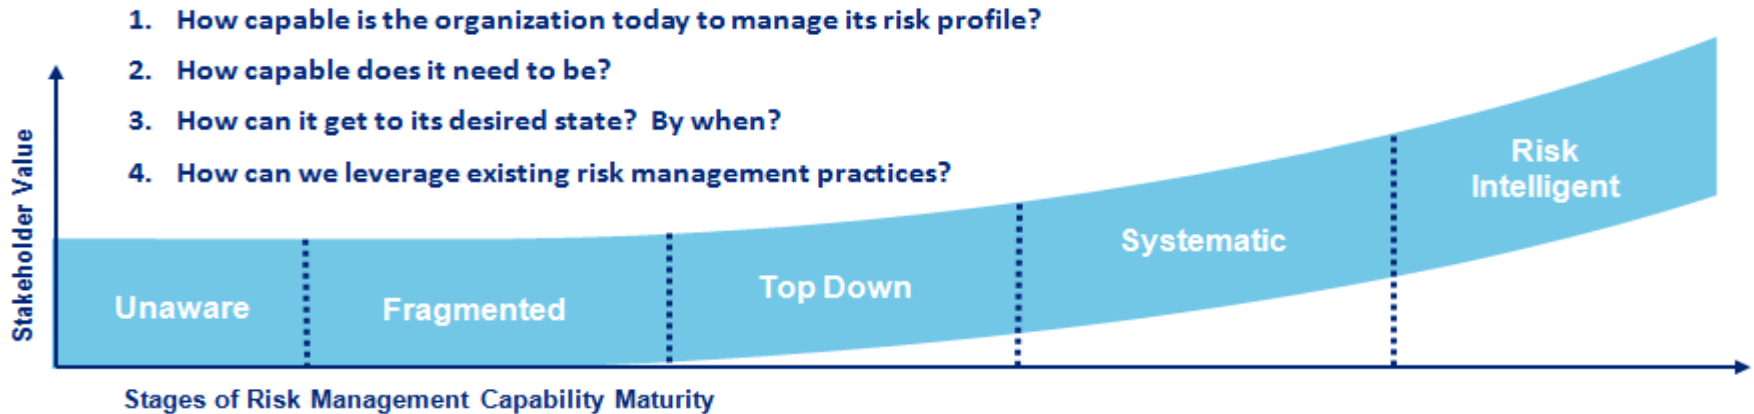 1. How capable is the organization today to manage its risk profile?
2. How capable does it need to be?
3. How can it get to its desired state? By when?
4. How can we leverage existing risk management practices?
Stakeholder Value
Unaware
Fragmented
Top Down
Systematic
Risk
Intelligent
Stages of Risk Management Capability Maturity